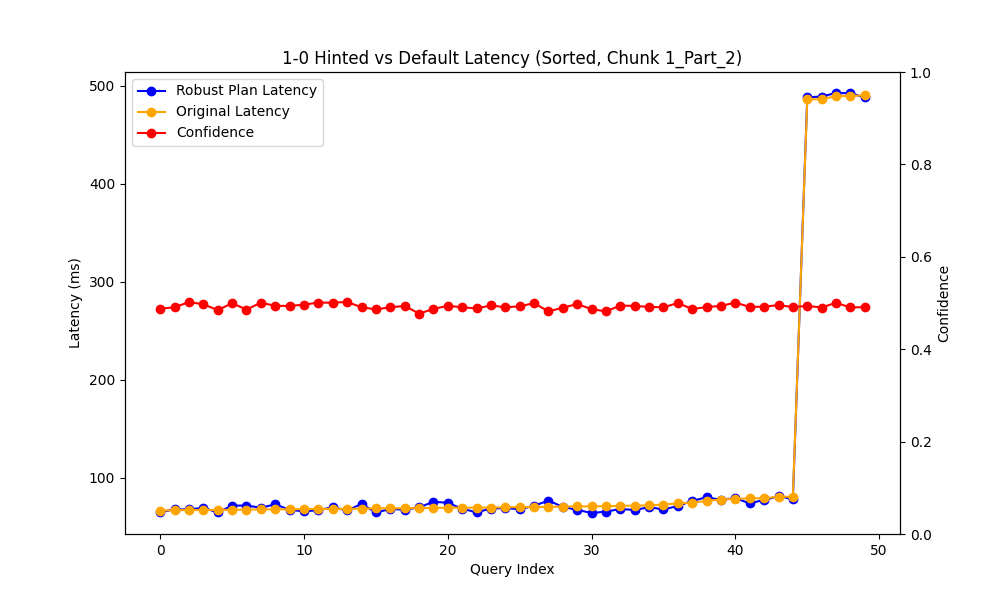 1-0 Hinted vs Default Latency (Sorted, Chunk 1_Part_2)
Robust Plan Latency
Original Latency
Confidence
Latency (ms)
500
400
300
200
100
1.0
0.8
0.6
0.4
0.2
0.0
Confidence
0 10 20 30 40 50
Query Index